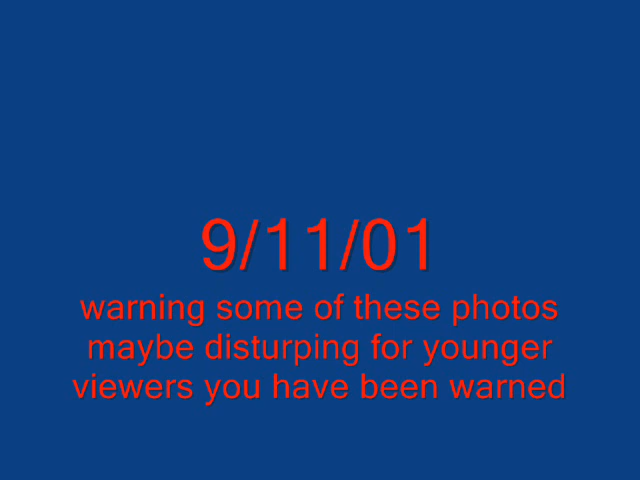 9/11/01
warning some of these photos
maybe disturping for younger
viewers you have been warned